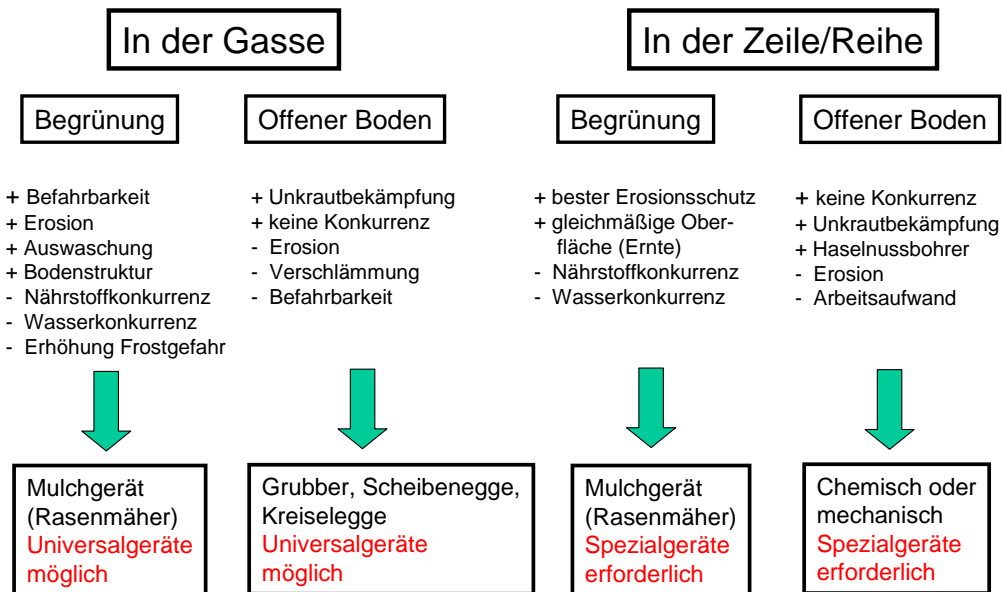 In der Gasse
In der Zeile/Reihe
Begrünung
Offener Boden
Begrünung
Offener Boden
+ Befahrbarkeit
+ Erosion
+ Auswaschung
+ Bodenstruktur
- Nährstoffkonkurrenz
- Wasserkonkurrenz
- Erhöhung Frostgefahr
+ Unkrautbekämpfung
+ keine Konkurrenz
- Erosion
- Verschlämmung
- Befahrbarkeit
+ bester Erosionsschutz
+ gleichmäßige Ober-
fläche (Ernte)
- Nährstoffkonkurrenz
- Wasserkonkurrenz
+ keine Konkurrenz
+ Unkrautbekämpfung
+ Haselnussbohrer
- Erosion
- Arbeitsaufwand
Mulchgerät
(Rasenmäher)
Universalgeräte
möglich
Grubber, Scheibenegge,
Kreiselegge
Universalgeräte
möglich
Mulchgerät
(Rasenmäher)
Spezialgeräte
erforderlich
Chemisch oder
mechanisch
Spezialgeräte
erforderlich